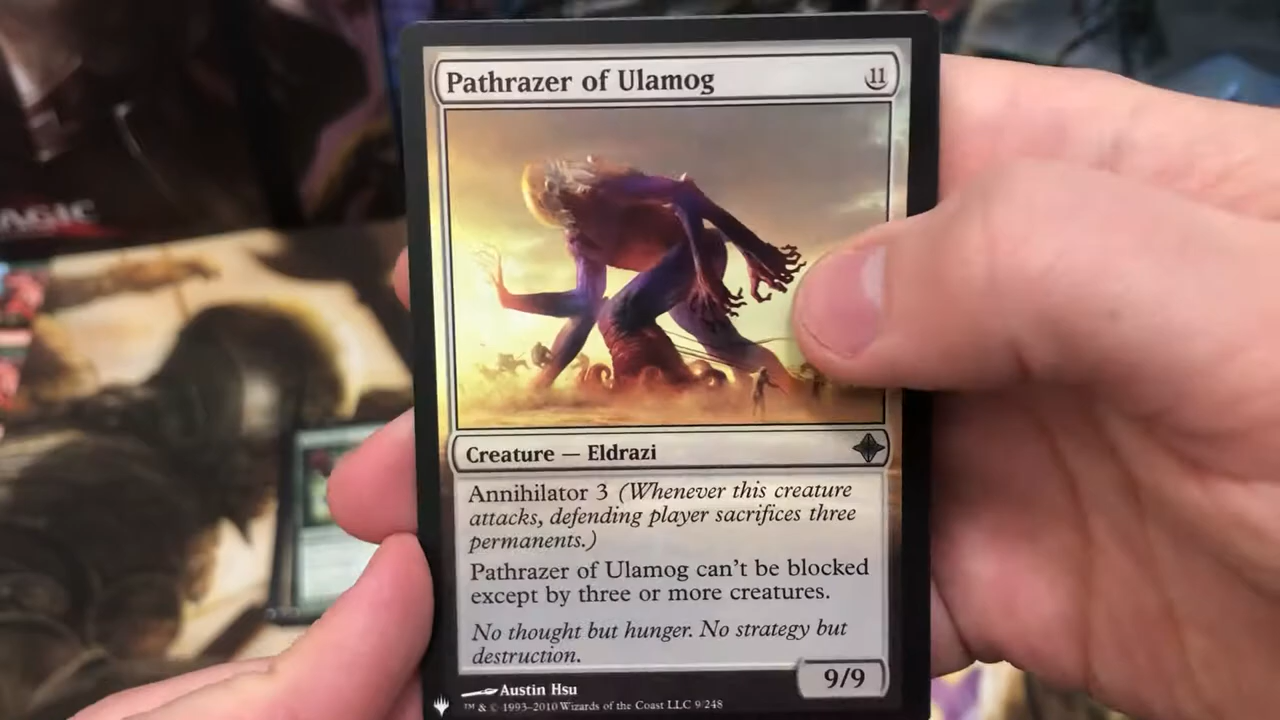 MAGIC
Pathrazer of Ulamog
11
Creature — Eldrazi
Annihilator 3 (Whenever this creature
attacks, defending player sacrifices three
permanents.)
Pathrazer of Ulamog can't be blocked
except by three or more creatures.
No thought but hunger. No strategy but
destruction.
9/9
Austin Hsu
™ & © 1993-2010 Wizards of the Coast LLC 9/248